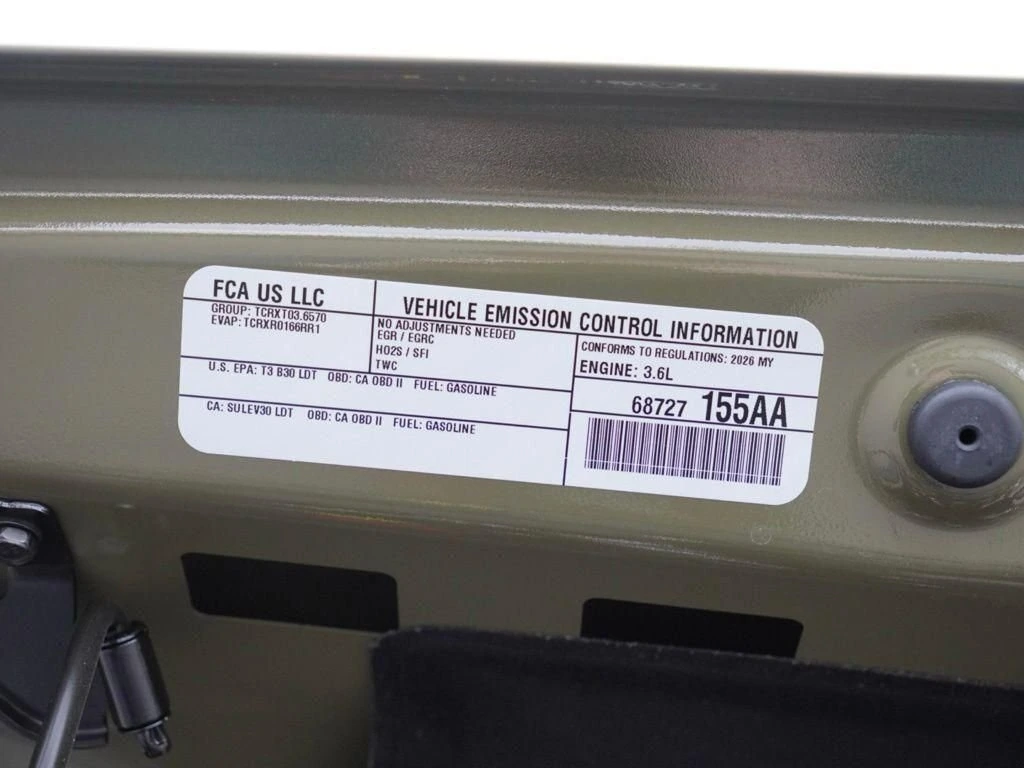 FCA US LLC
GROUP: TCRXT03.6570
EVAP: TCRXR0166RR1
VEHICLE EMISSION CONTROL INFORMATION
NO ADJUSTMENTS NEEDED
EGR / EGRC
HO2S / SFI
TWC
CONFORMS TO REGULATIONS: 2026 MY
ENGINE: 3.6L
U.S. EPA: T3 B30 LDT OBD: CA OBD II FUEL: GASOLINE
CA: SULEV30 LDT OBD: CA OBD II FUEL: GASOLINE
68727 155AA